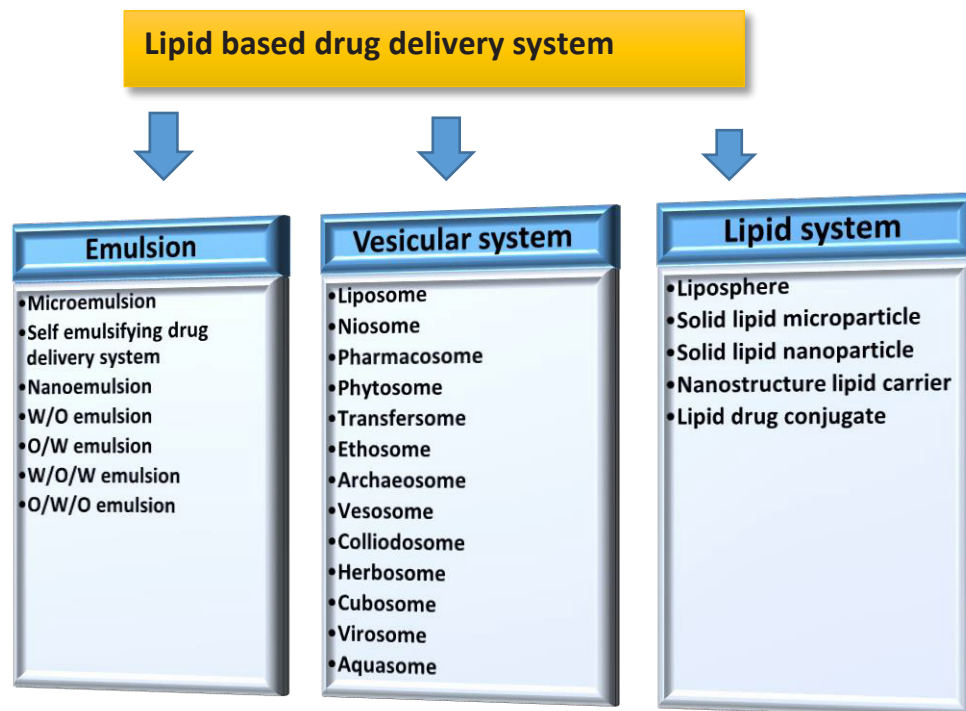 Lipid based drug delivery system
Emulsion
•Microemulsion
•Self emulsifying drug
delivery system
•Nanoemulsion
•W/O emulsion
•O/W emulsion
•W/O/W emulsion
•O/W/O emulsion
Vesicular system
•Liposome
•Niosome
•Pharmacosome
•Phytosome
•Transfersome
•Ethosome
•Archaeosome
•Vesosome
•Colliodosome
•Herbosome
•Cubosome
•Virosome
•Aquasome
Lipid system
•Liposphere
•Solid lipid microparticle
•Solid lipid nanoparticle
•Nanostructure lipid carrier
•Lipid drug conjugate